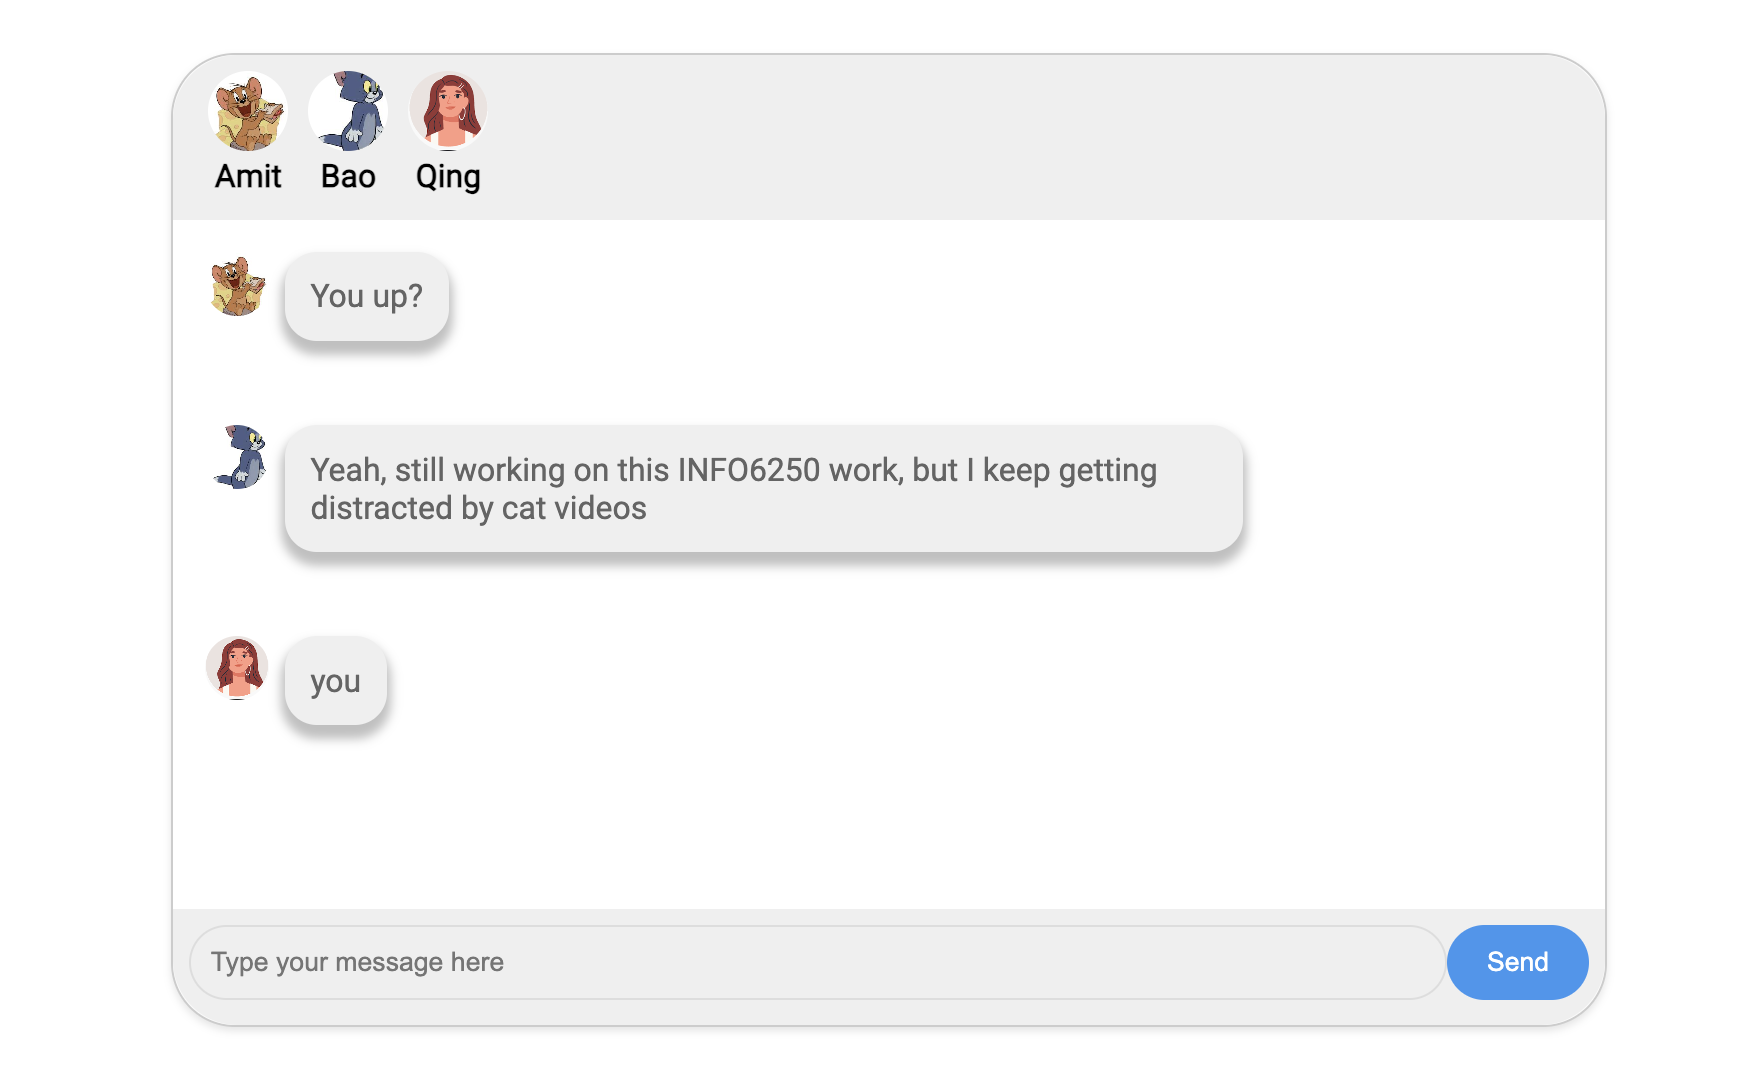 Amit Bao Qing
You up?
Yeah, still working on this INFO6250 work, but I keep getting
distracted by cat videos
you
Type your message here Send